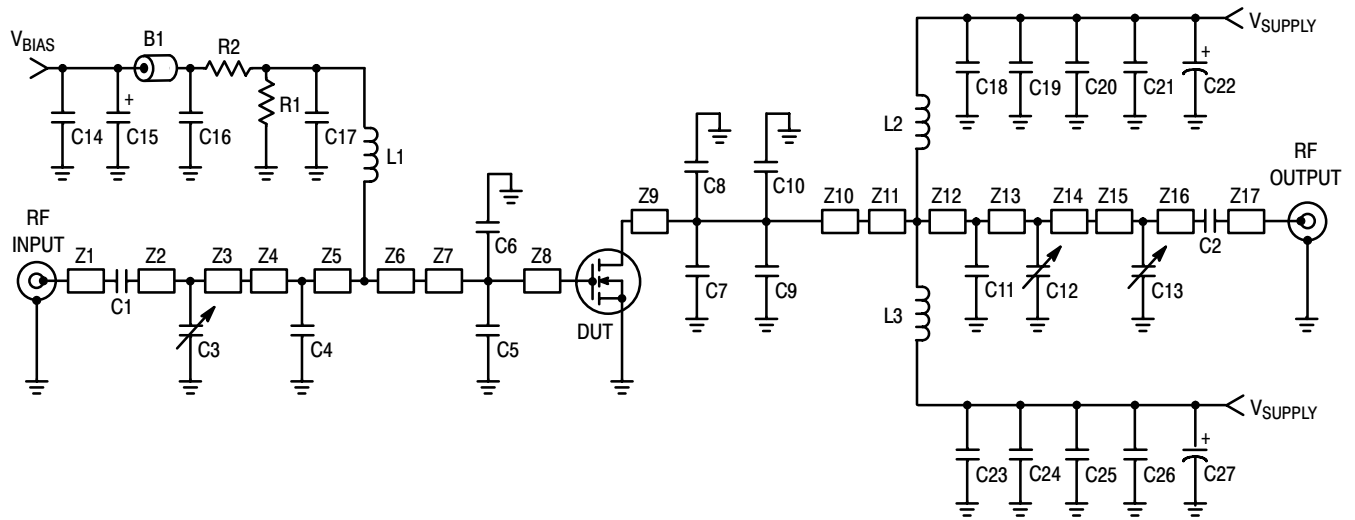 VBIAS
B1
R2
R1
C14
C15
+
C16
C17
L1
RF
INPUT
Z1
C1
Z2
C3
Z3
Z4
C4
Z5
Z6
Z7
C6
C5
Z8
DUT
Z9
C8
C7
C10
C9
Z10
Z11
L2
L3
VSUPPLY
C18
C19
C20
C21
+
C22
Z12
C11
Z13
C12
Z14
Z15
C13
Z16
C2
Z17
RF
OUTPUT
VSUPPLY
C23
C24
C25
C26
+
C27